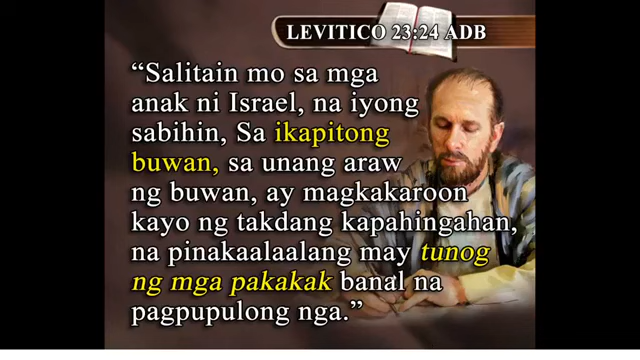 LEVITICO 23:24 ADB
“Salitain mo sa mga
anak ni Israel, na iyong
sabihin, Sa ikapitong
buwan, sa unang araw
ng buwan, ay magkakaroon
kayo ng takdang kapahingahan,
na pinakaalaalang may tunog
ng mga pakakak banal na
pagpupulong nga.”